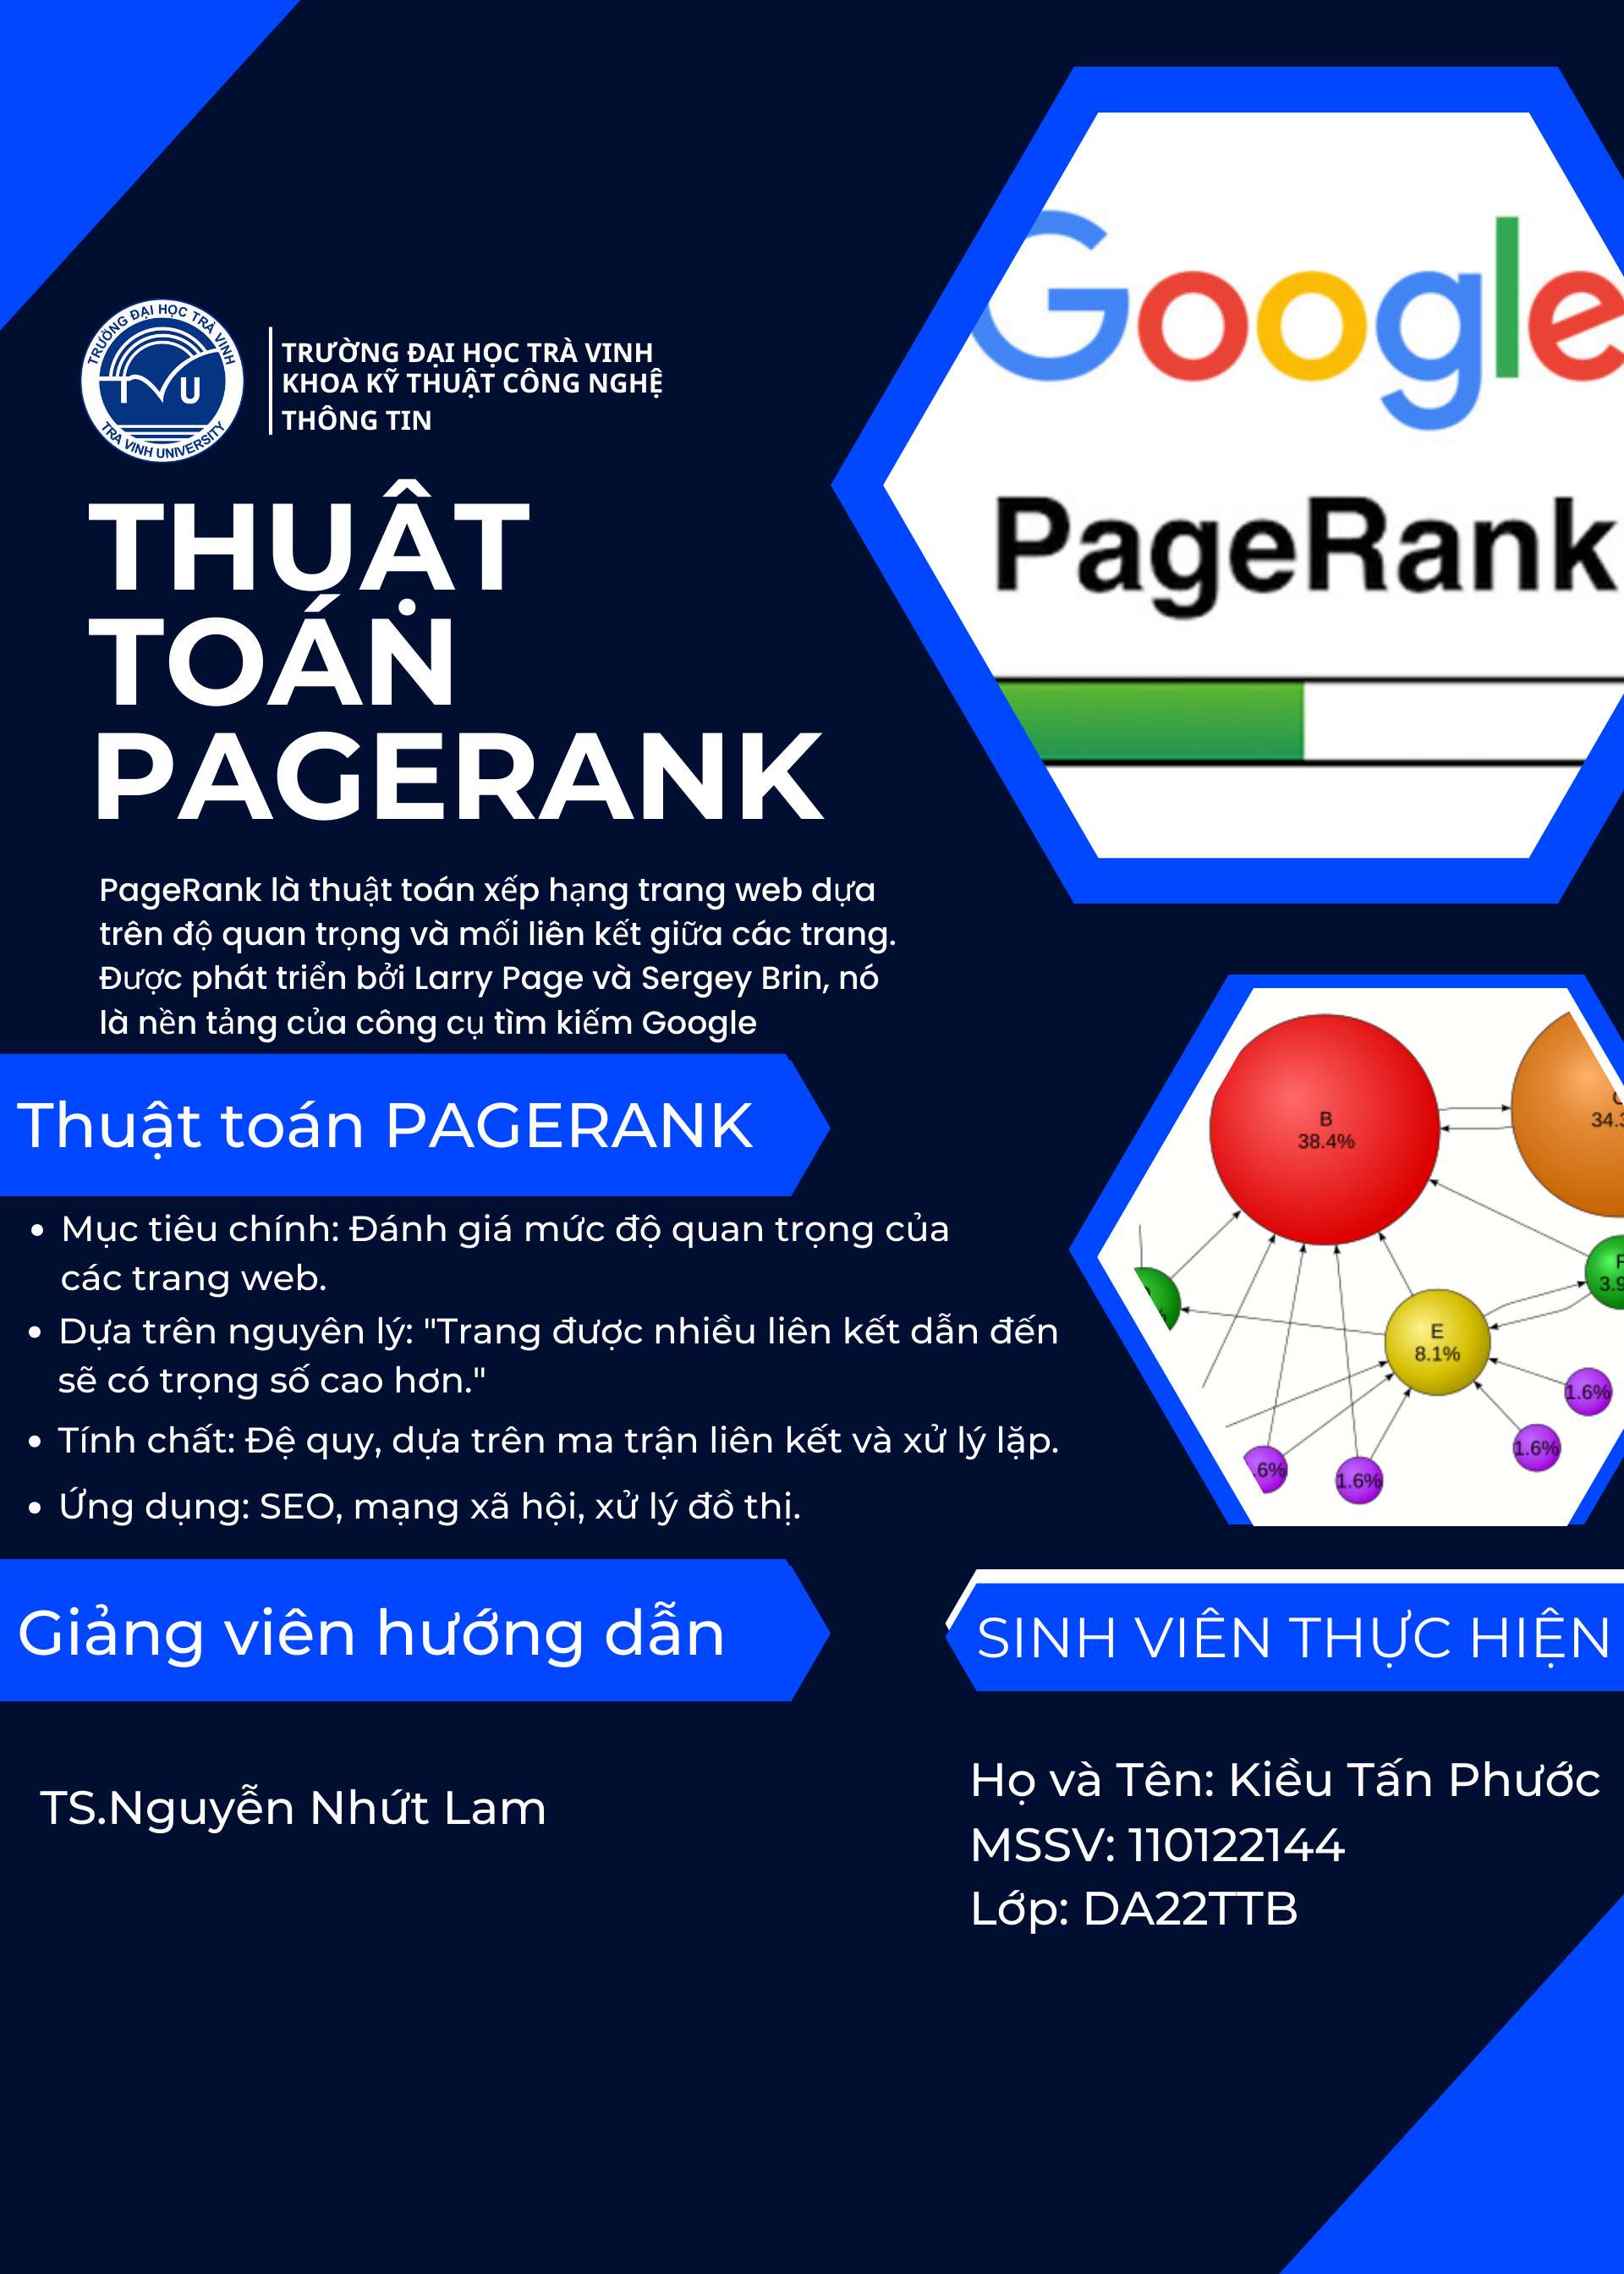 TRƯỜNG ĐẠI HỌC TRÀ VINH
T V U
TRA VINH UNIVERSITY
TRƯỜNG ĐẠI HỌC TRÀ VINH
KHOA KỸ THUẬT CÔNG NGHỆ
THÔNG TIN
Google
PageRank
THUẬT
TOÁN
PAGERANK
PageRank là thuật toán xếp hạng trang web dựa
trên độ quan trọng và mối liên kết giữa các trang.
Được phát triển bởi Larry Page và Sergey Brin, nó
là nền tảng của công cụ tìm kiếm Google
Thuật toán PAGERANK
• Mục tiêu chính: Đánh giá mức độ quan trọng của
các trang web.
• Dựa trên nguyên lý: "Trang được nhiều liên kết dẫn đến
sẽ có trọng số cao hơn."
• Tính chất: Đệ quy, dựa trên ma trận liên kết và xử lý lặp.
• Ứng dụng: SEO, mạng xã hội, xử lý đồ thị.
B
38.4%
34.3
3.9
E
8.1%
1.6%
1.6%
.6%
1.6%
Giảng viên hướng dẫn
TS.Nguyễn Nhứt Lam
SINH VIÊN THỰC HIỆN
Họ và Tên: Kiều Tấn Phước
MSSV: 110122144
Lớp: DA22TTB